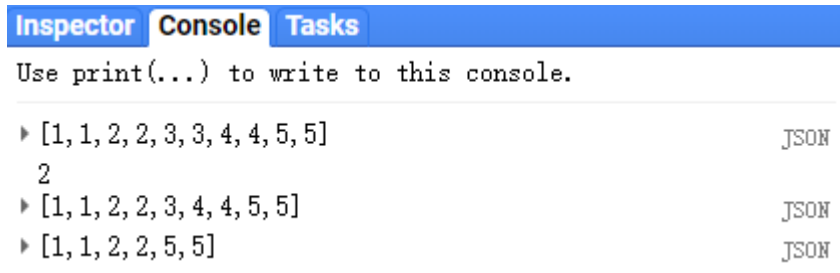 Inspector Console Tasks
Use print(...) to write to this console.
[1,1,2,2,3,3,4,4,5,5] JSON
2
[1,1,2,2,3,4,4,5,5] JSON
[1,1,2,2,5,5] JSON